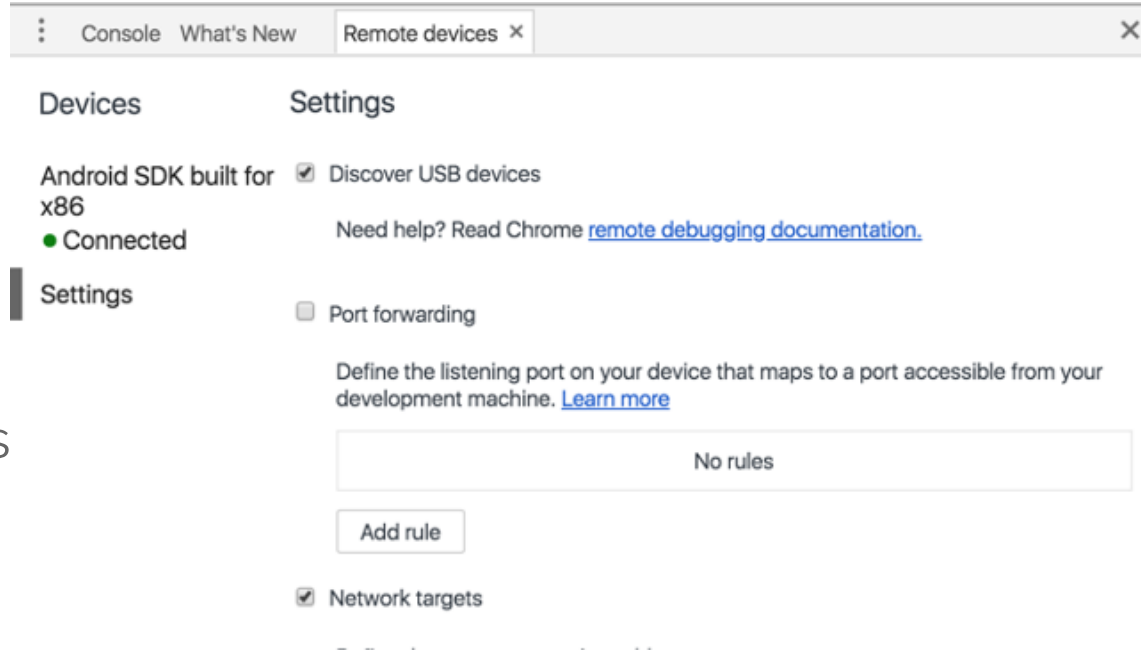 Console What's New Remote devices ×
Devices
Settings
Android SDK built for
x86
Connected
Settings
Discover USB devices
Need help? Read Chrome remote debugging documentation.
Port forwarding
Define the listening port on your device that maps to a port accessible from your
development machine. Learn more
No rules
Add rule
Network targets